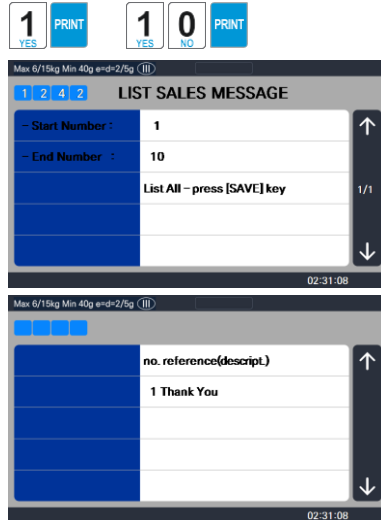 1 YES PRINT 1 YES 0 NO PRINT
Max 6/15kg Min 40g e=d=2/5g (III)
1 2 4 2 LIST SALES MESSAGE
- Start Number : 1
- End Number : 10
List All - press [SAVE] key
1/1
02:31:08
Max 6/15kg Min 40g e=d=2/5g (III)
no. reference(descript.)
1 Thank You
02:31:08